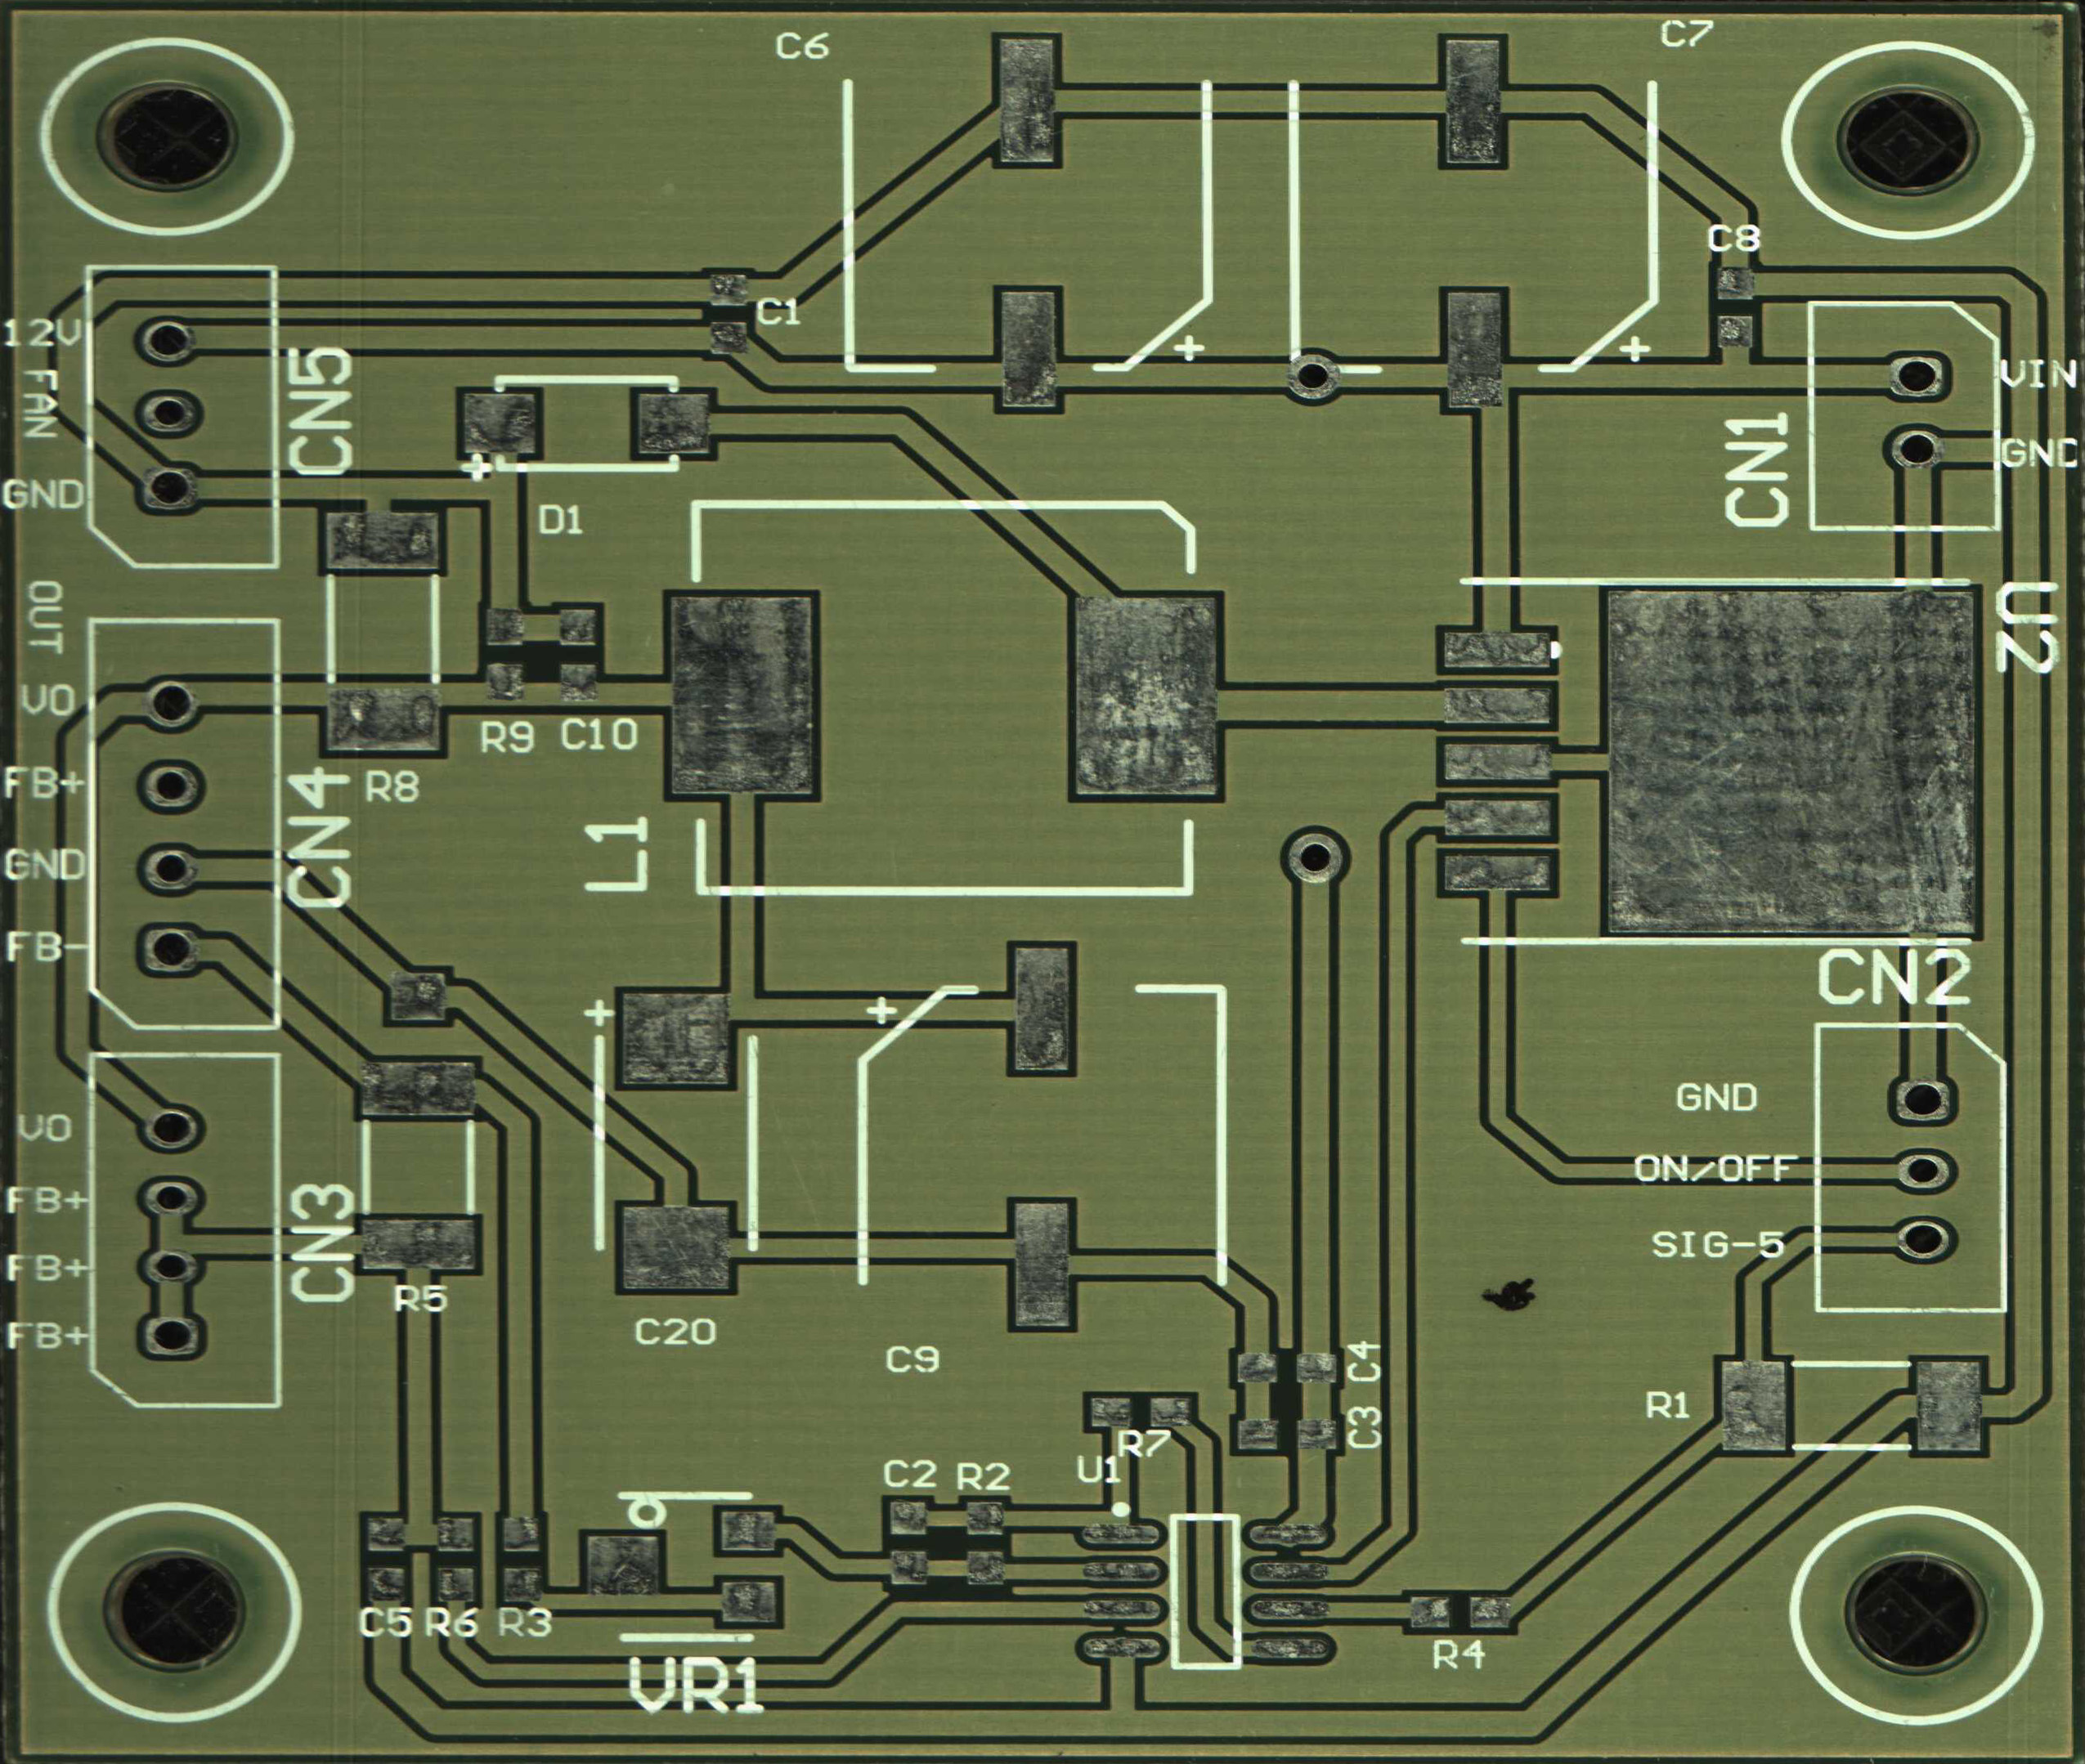 C6
C7
C8
C1
12V
FAN
GND
CN5
VIN
GND
CN1
+
+
+
D1
OUT
U2
VO
FB+
GND
FB-
R9
C10
R8
CN4
L1
CN2
+
+
GND
ON/OFF
SIG-5
VO
FB+
FB+
FB+
CN3
R5
C20
C9
C4
C3
R1
R7
U1
C2
R2
C5
R6
R3
R4
VR1